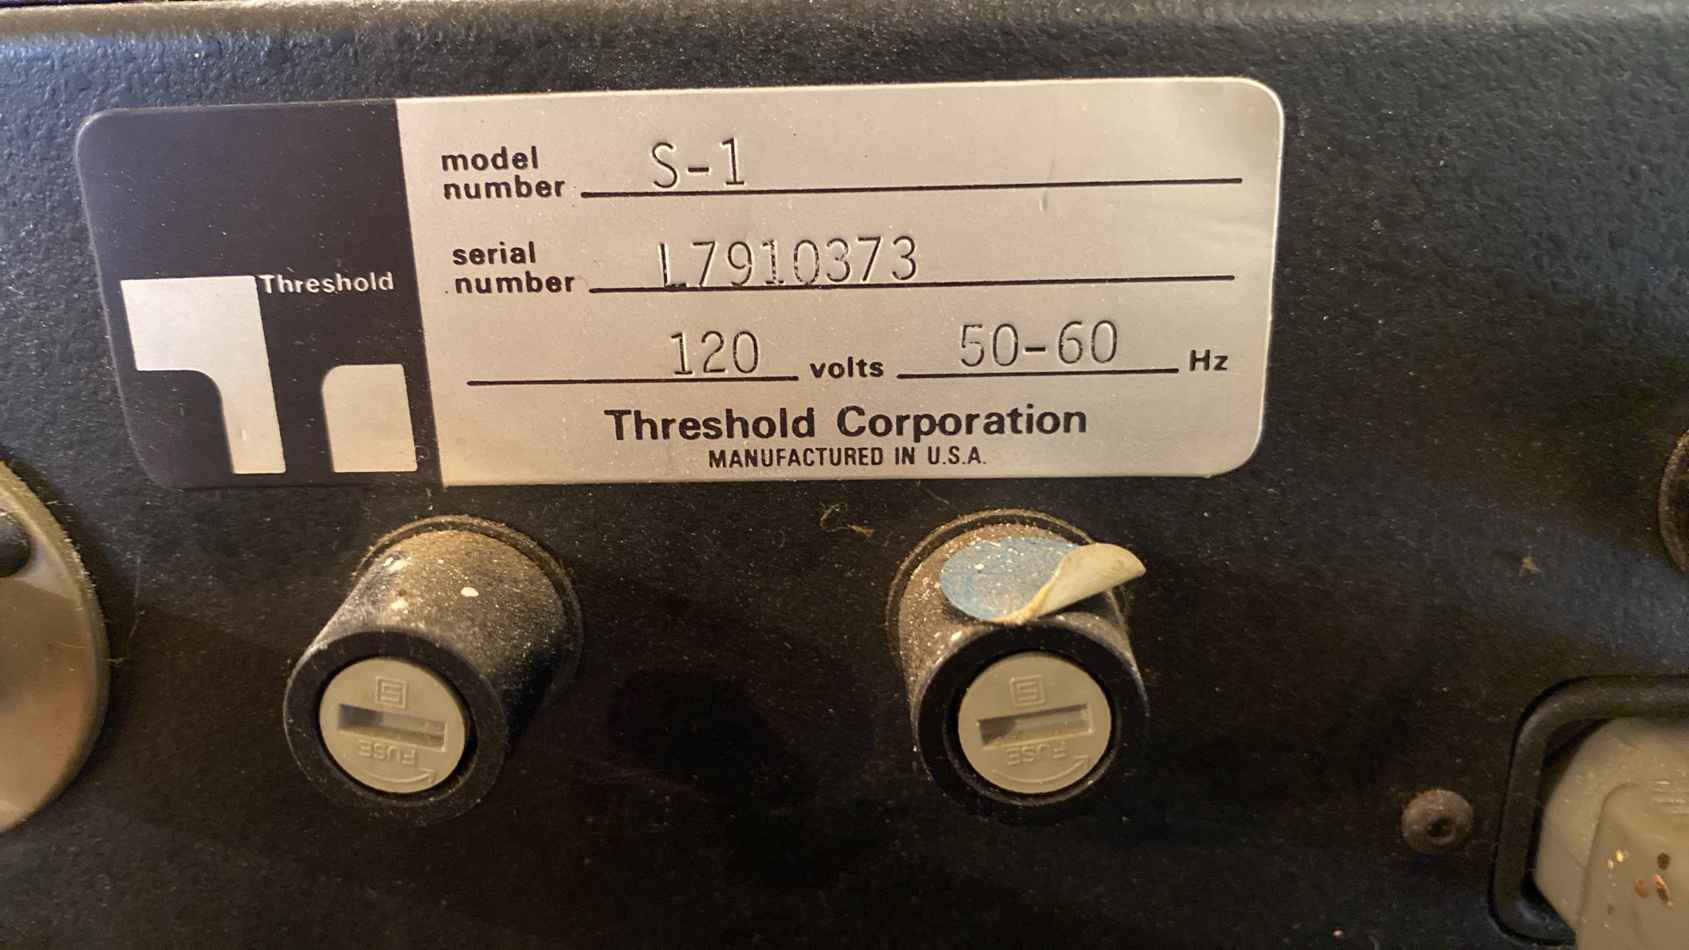 Threshold
model number S-1
serial number L7910373
120 volts 50-60 Hz
Threshold Corporation
MANUFACTURED IN U.S.A.
FUSE
FUSE